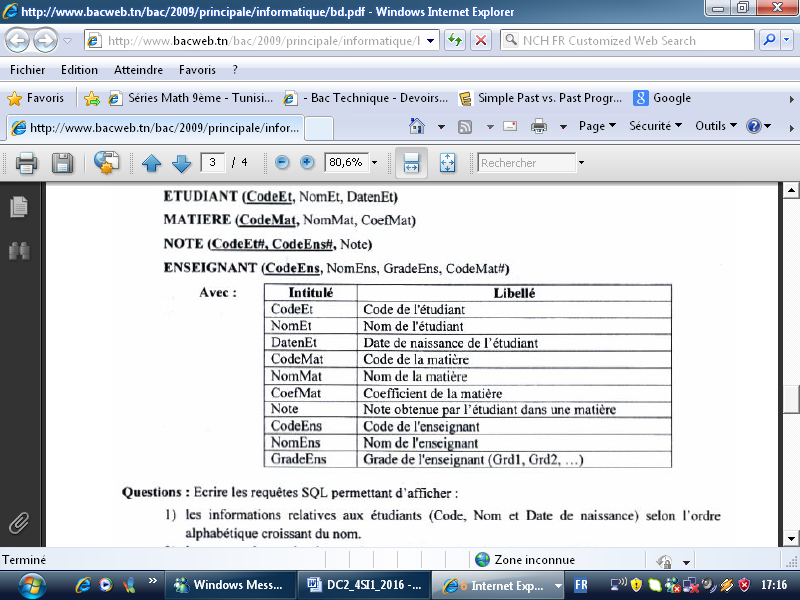 http://www.bacweb.tn/bac/2009/principale/informatique/bd.pdf - Windows Internet Explorer
http://www.bacweb.tn/bac/2009/principale/informatique/l
NCH FR Customized Web Search
Fichier Edition Atteindre Favoris ?
Favoris Séries Math 9ème - Tunisi... - Bac Technique - Devoirs... Simple Past vs. Past Progr... Google
http://www.bacweb.tn/bac/2009/principale/infor... Page Sécurité Outils
3 / 4 80,6% Rechercher
ETUDIANT (CodeEt, NomEt, DatenEt)
MATIERE (CodeMat, NomMat, CoefMat)
NOTE (CodeEt#, CodeEns#, Note)
ENSEIGNANT (CodeEns, NomEns, GradeEns, CodeMat#)
Avec : Intitulé Libellé
CodeEt Code de l'étudiant
NomEt Nom de l'étudiant
DatenEt Date de naissance de l'étudiant
CodeMat Code de la matière
NomMat Nom de la matière
CoefMat Coefficient de la matière
Note Note obtenue par l'étudiant dans une matière
CodeEns Code de l'enseignant
NomEns Nom de l'enseignant
GradeEns Grade de l'enseignant (Grd1, Grd2, ...)
Questions : Ecrire les requêtes SQL permettant d'afficher :
1) les informations relatives aux étudiants (Code, Nom et Date de naissance) selon l'ordre
alphabétique croissant du nom.
Terminé Zone inconnue
Windows Mess... DC2_4SI1_2016 - ... Internet Exp... FR 17:16